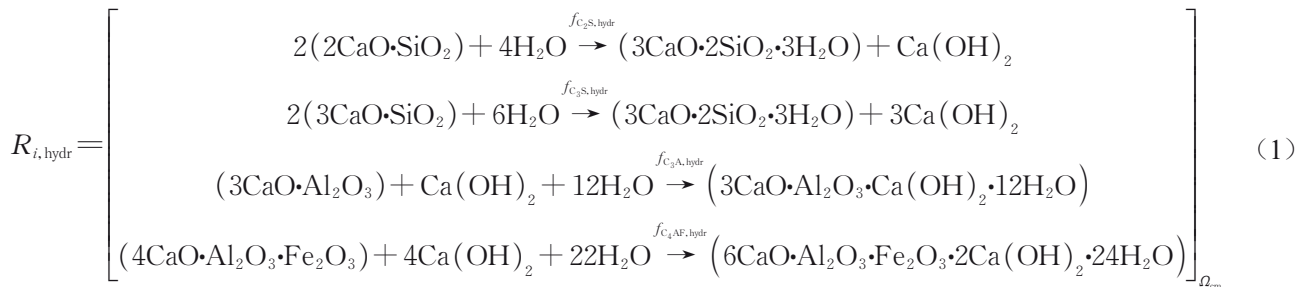 2(2CaO•SiO₂)+4H₂O →^{f_{C₂S,hydr}} (3CaO•2SiO₂•3H₂O)+Ca(OH)₂
2(3CaO•SiO₂)+6H₂O →^{f_{C₃S,hydr}} (3CaO•2SiO₂•3H₂O)+3Ca(OH)₂
R_{i,hydr}= (1)
(3CaO•Al₂O₃)+Ca(OH)₂+12H₂O →^{f_{C₃A,hydr}} (3CaO•Al₂O₃•Ca(OH)₂•12H₂O)
(4CaO•Al₂O₃•Fe₂O₃)+4Ca(OH)₂+22H₂O →^{f_{C₄AF,hydr}} (6CaO•Al₂O₃•Fe₂O₃•2Ca(OH)₂•24H₂O)
Ω_{cm}